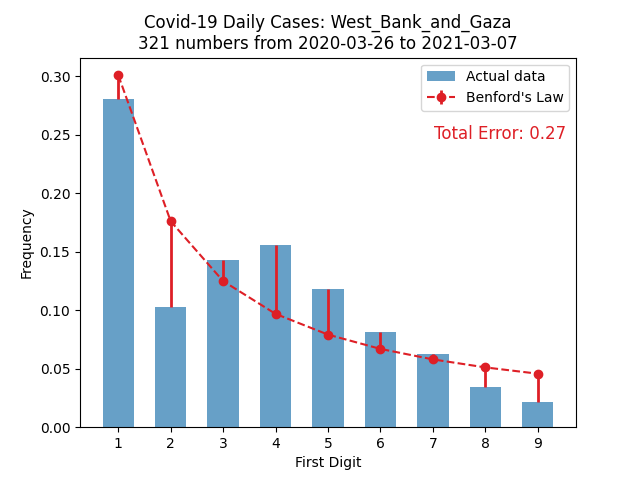 Covid-19 Daily Cases: West_Bank_and_Gaza
321 numbers from 2020-03-26 to 2021-03-07
Actual data
Benford's Law
Total Error: 0.27
Frequency
0.30
0.25
0.20
0.15
0.10
0.05
0.00
1 2 3 4 5 6 7 8 9
First Digit